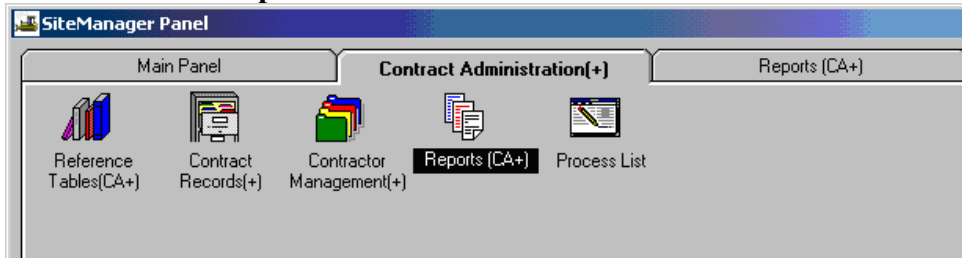 SiteManager Panel
Main Panel Contract Administration(+) Reports (CA+)
Reference Contract Contractor Reports (CA+) Process List
Tables(CA+) Records(+) Management(+)